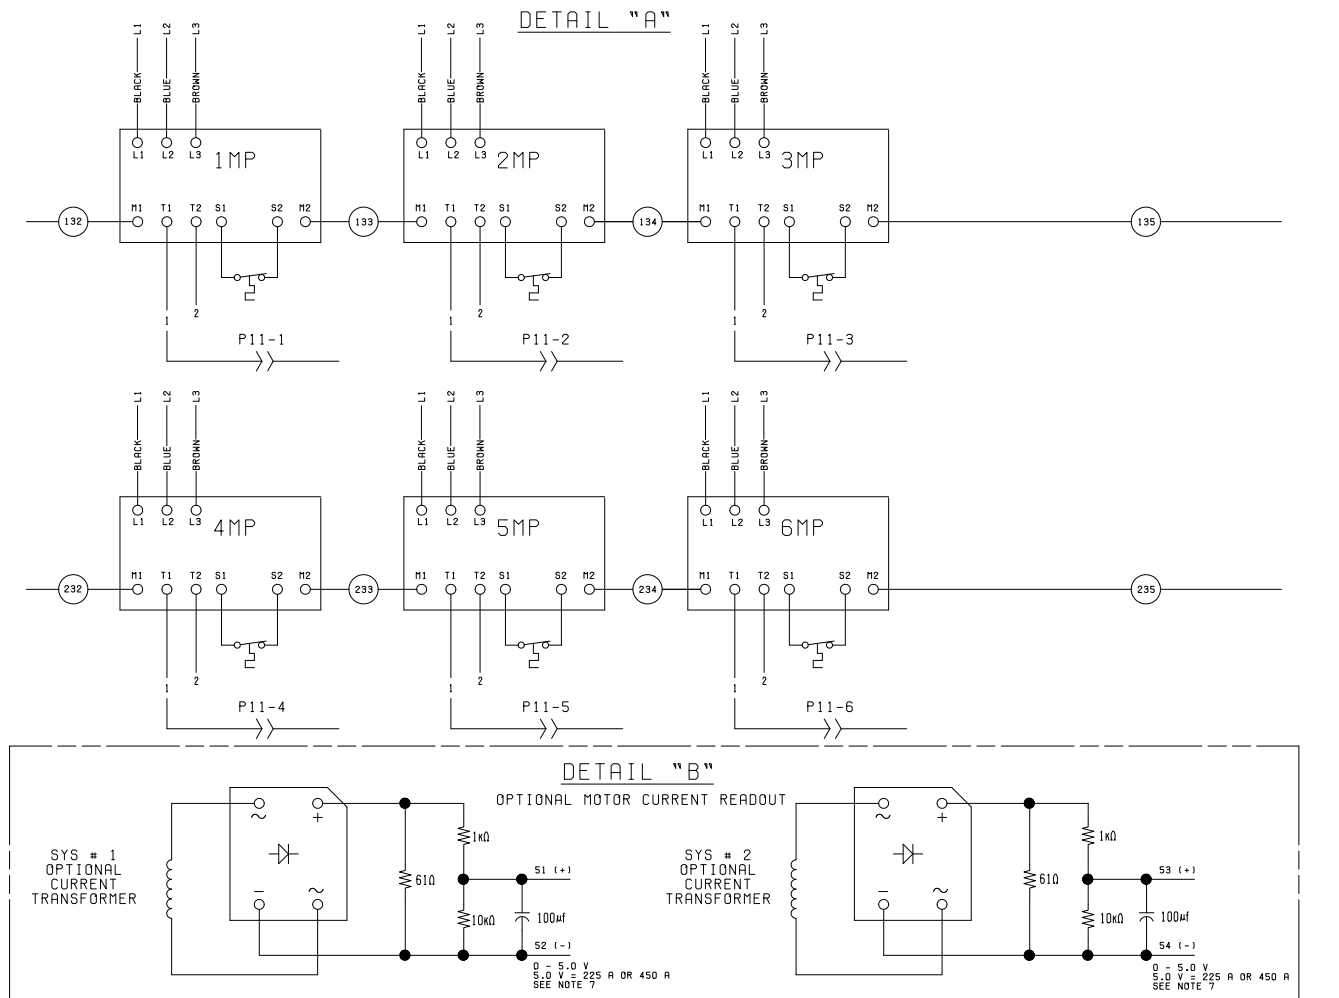 DETAIL "A"
L1 L2 L3 L1 L2 L3 L1 L2 L3
BLACK BLUE BROWN BLACK BLUE BROWN BLACK BLUE BROWN
L1 L2 L3 1MP L1 L2 L3 2MP L1 L2 L3 3MP
M1 T1 T2 S1 S2 M2 M1 T1 T2 S1 S2 M2 M1 T1 T2 S1 S2 M2
132 133 134 135
1 2 1 2 1 2
P11-1 P11-2 P11-3
L1 L2 L3 L1 L2 L3 L1 L2 L3
BLACK BLUE BROWN BLACK BLUE BROWN BLACK BLUE BROWN
L1 L2 L3 4MP L1 L2 L3 5MP L1 L2 L3 6MP
M1 T1 T2 S1 S2 M2 M1 T1 T2 S1 S2 M2 M1 T1 T2 S1 S2 M2
232 233 234 235
1 2 1 2 1 2
P11-4 P11-5 P11-6
DETAIL "B"
OPTIONAL MOTOR CURRENT READOUT
SYS # 1
OPTIONAL
CURRENT
TRANSFORMER
~ +
− ~
61Ω
1KΩ
10KΩ
100µf
51 (+)
52 (-)
0 - 5.0 V
5.0 V = 225 A OR 450 A
SEE NOTE 7
SYS # 2
OPTIONAL
CURRENT
TRANSFORMER
~ +
− ~
61Ω
1KΩ
10KΩ
100µf
53 (+)
54 (-)
0 - 5.0 V
5.0 V = 225 A OR 450 A
SEE NOTE 7